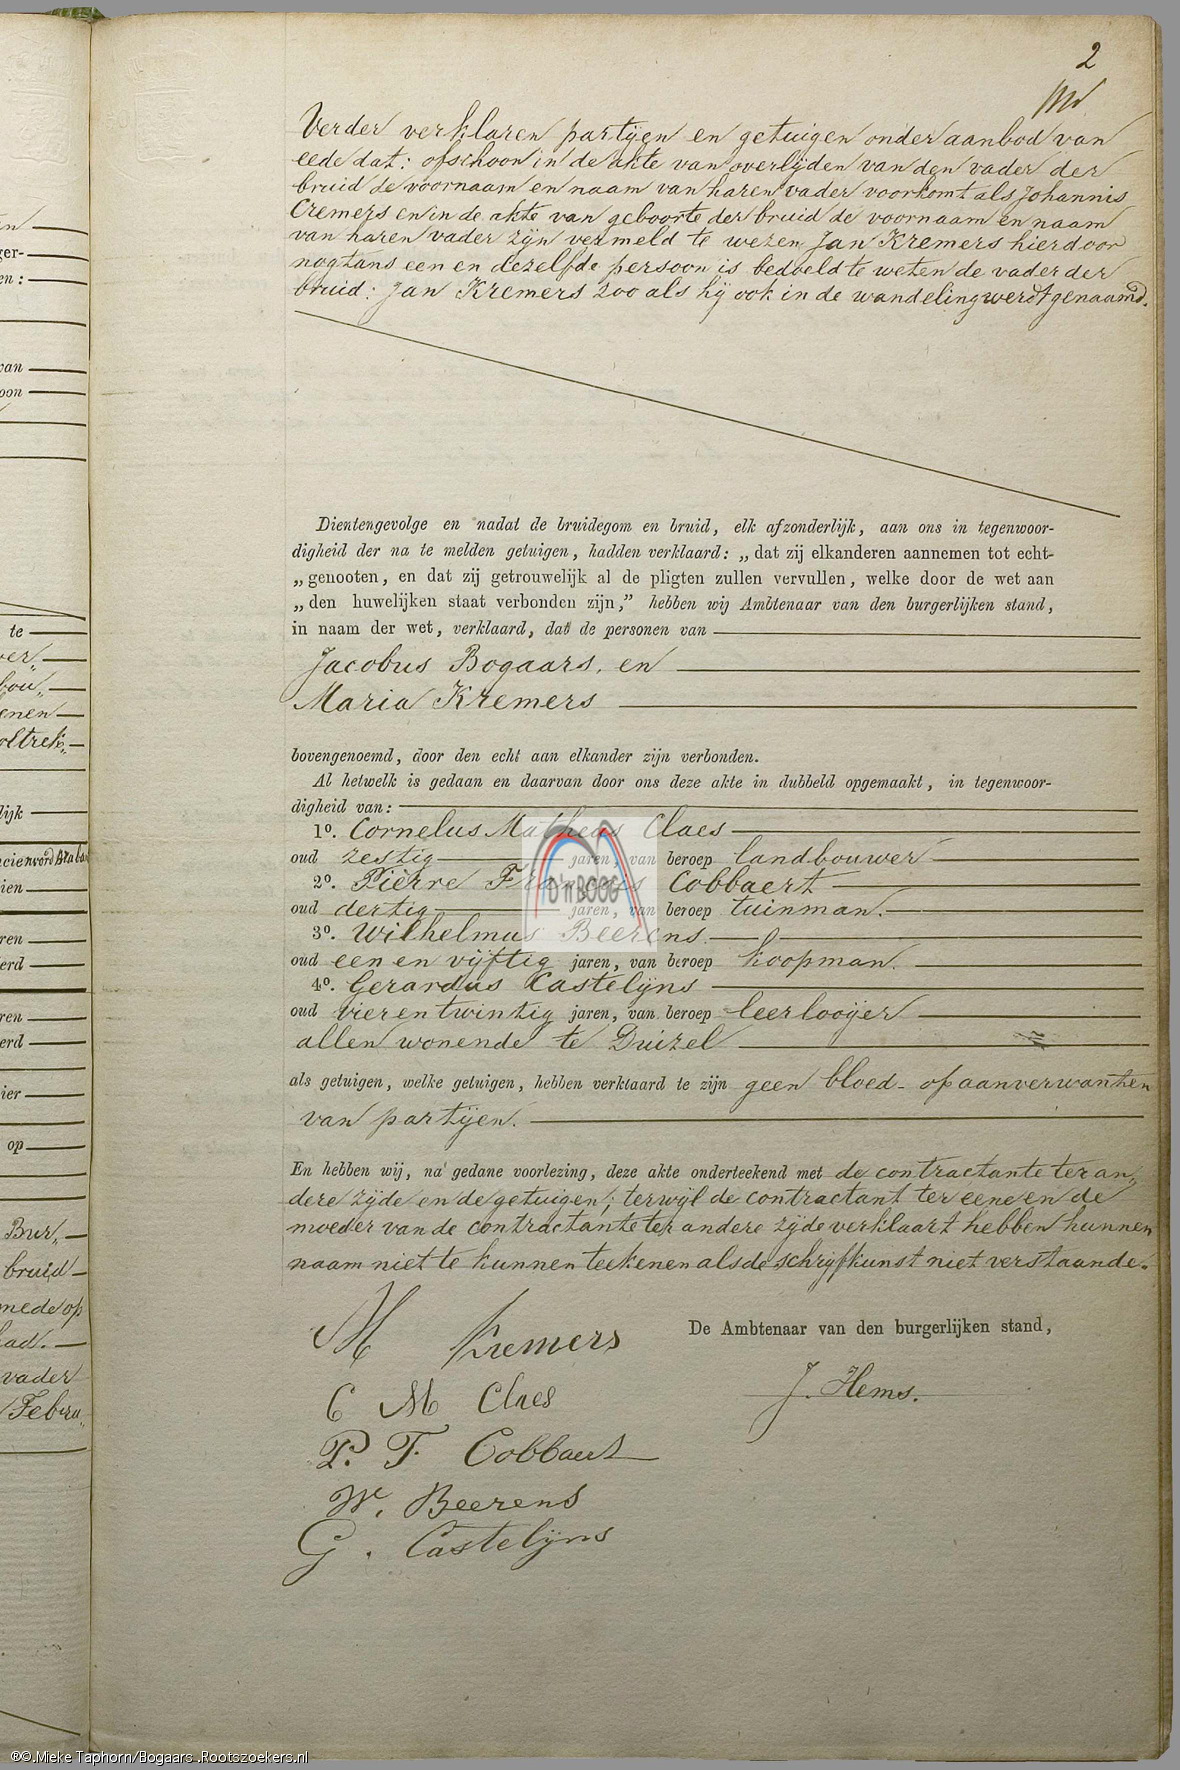 2
Verder verklaren partijen en getuigen onder aanbod van
eede dat: ofschoon in de akte van overlijden van den vader der
bruid de voornaam en naam van haren vader voorkomt als Johannis
Cremers en in de akte van geboorte der bruid de voornaam en naam
van haren vader zijn vermeld te wezen Jan Kremers hierdoor
nogtans een en dezelfde persoon is bedoeld te weten de vader der
bruid: Jan Kremers zoo als hij ook in de wandeling werdt genaamd.
Dientengevolge en nadat de bruidegom en bruid, elk afzonderlijk, aan ons in tegenwoor-
digheid der na te melden getuigen, hadden verklaard: „dat zij elkanderen aannemen tot echt-
„genooten, en dat zij getrouwelijk al de pligten zullen vervullen, welke door de wet aan
„den huwelijken staat verbonden zijn,” hebben wij Ambtenaar van den burgerlijken stand,
in naam der wet, verklaard, dat de personen van
Jacobus Bogaars, en
Maria Kremers
bovengenoemd, door den echt aan elkander zijn verbonden.
Al hetwelk is gedaan en daarvan door ons deze akte in dubbeld opgemaakt, in tegenwoor-
digheid van:
1o. Cornelus Matheus Claes
oud zestig jaren, van beroep landbouwer
2o. Pièrre François Cobbaert
oud dertig jaren, van beroep tuinman.
3o. Wilhelmus Beerens
oud een en vijftig jaren, van beroep koopman.
4o. Gerardus Castelijns
oud vier en twintig jaren, van beroep leerlooijer
allen wonende te Duizel
als getuigen, welke getuigen, hebben verklaard te zijn geen bloed- of aanverwanten
van partijen.
En hebben wij, na gedane voorlezing, deze akte onderteekend met de contractante ter an„
dere zijde en de getuigen; terwijl de contractant ter eene en de
moeder van de contractante ter andere zijde verklaart hebben hunnen
naam niet te kunnen teekenen als de schrijfkunst niet verstaande.
M Kremers
De Ambtenaar van den burgerlijken stand,
J. Hems.
C M Claes
P. F. Cobbaert
W. Beerens
G. Castelijns
D'n BOOG
®©.Mieke Taphorn/Bogaars .Rootszoekers.nl